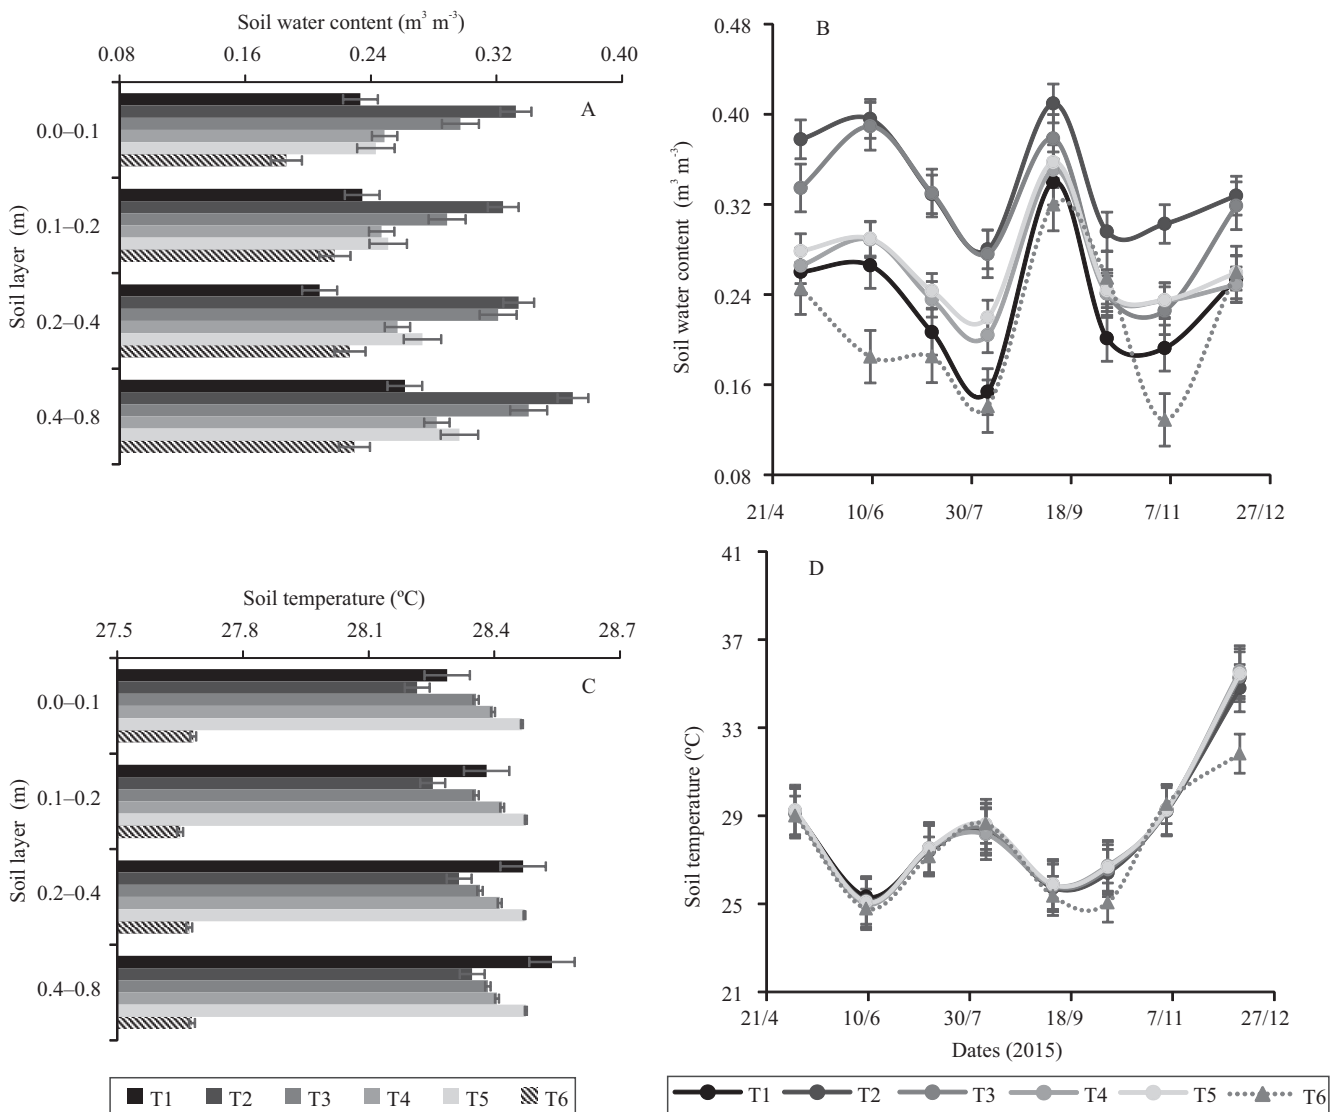 Soil water content (m³ m⁻³)
0.08 0.16 0.24 0.32 0.40
A
Soil layer (m)
0.0–0.1
0.1–0.2
0.2–0.4
0.4–0.8
B
Soil water content (m³ m⁻³)
0.48
0.40
0.32
0.24
0.16
0.08
21/4 10/6 30/7 18/9 7/11 27/12
Soil temperature (ºC)
27.5 27.8 28.1 28.4 28.7
C
Soil layer (m)
0.0–0.1
0.1–0.2
0.2–0.4
0.4–0.8
T1 T2 T3 T4 T5 T6
D
Soil temperature (ºC)
41
37
33
29
25
21
21/4 10/6 30/7 18/9 7/11 27/12
Dates (2015)
T1 T2 T3 T4 T5 T6